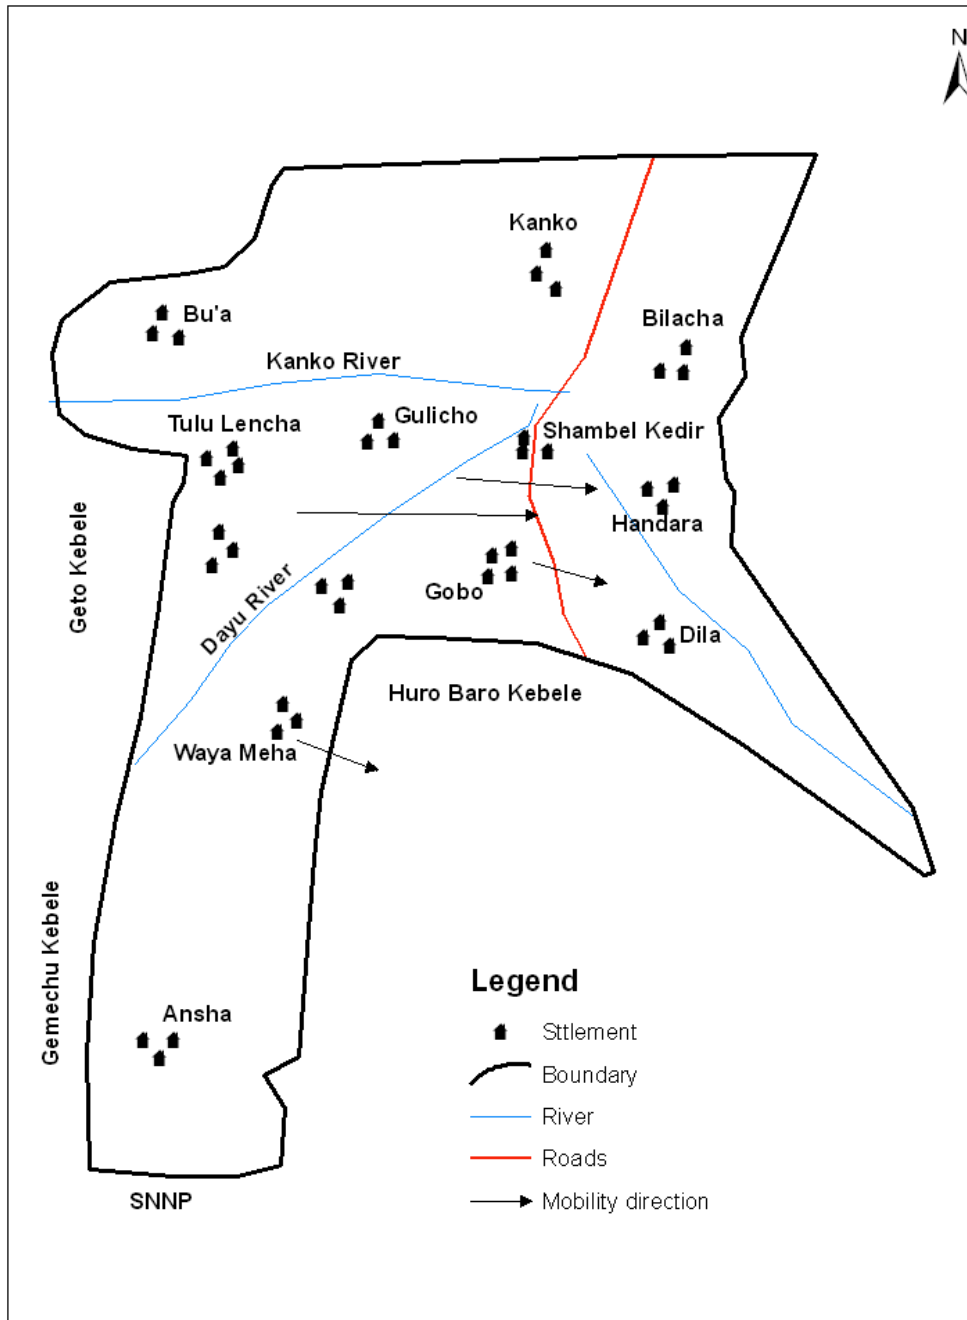 N
Kanko
Bu'a
Bilacha
Kanko River
Gulicho
Tulu Lencha
Shambel Kedir
Handara
Geto Kebele
Gobo
Dayu River
Dila
Huro Baro Kebele
Waya Meha
Gemechu Kebele
Legend
Ansha
Sttlement
Boundary
River
Roads
SNNP
Mobility direction